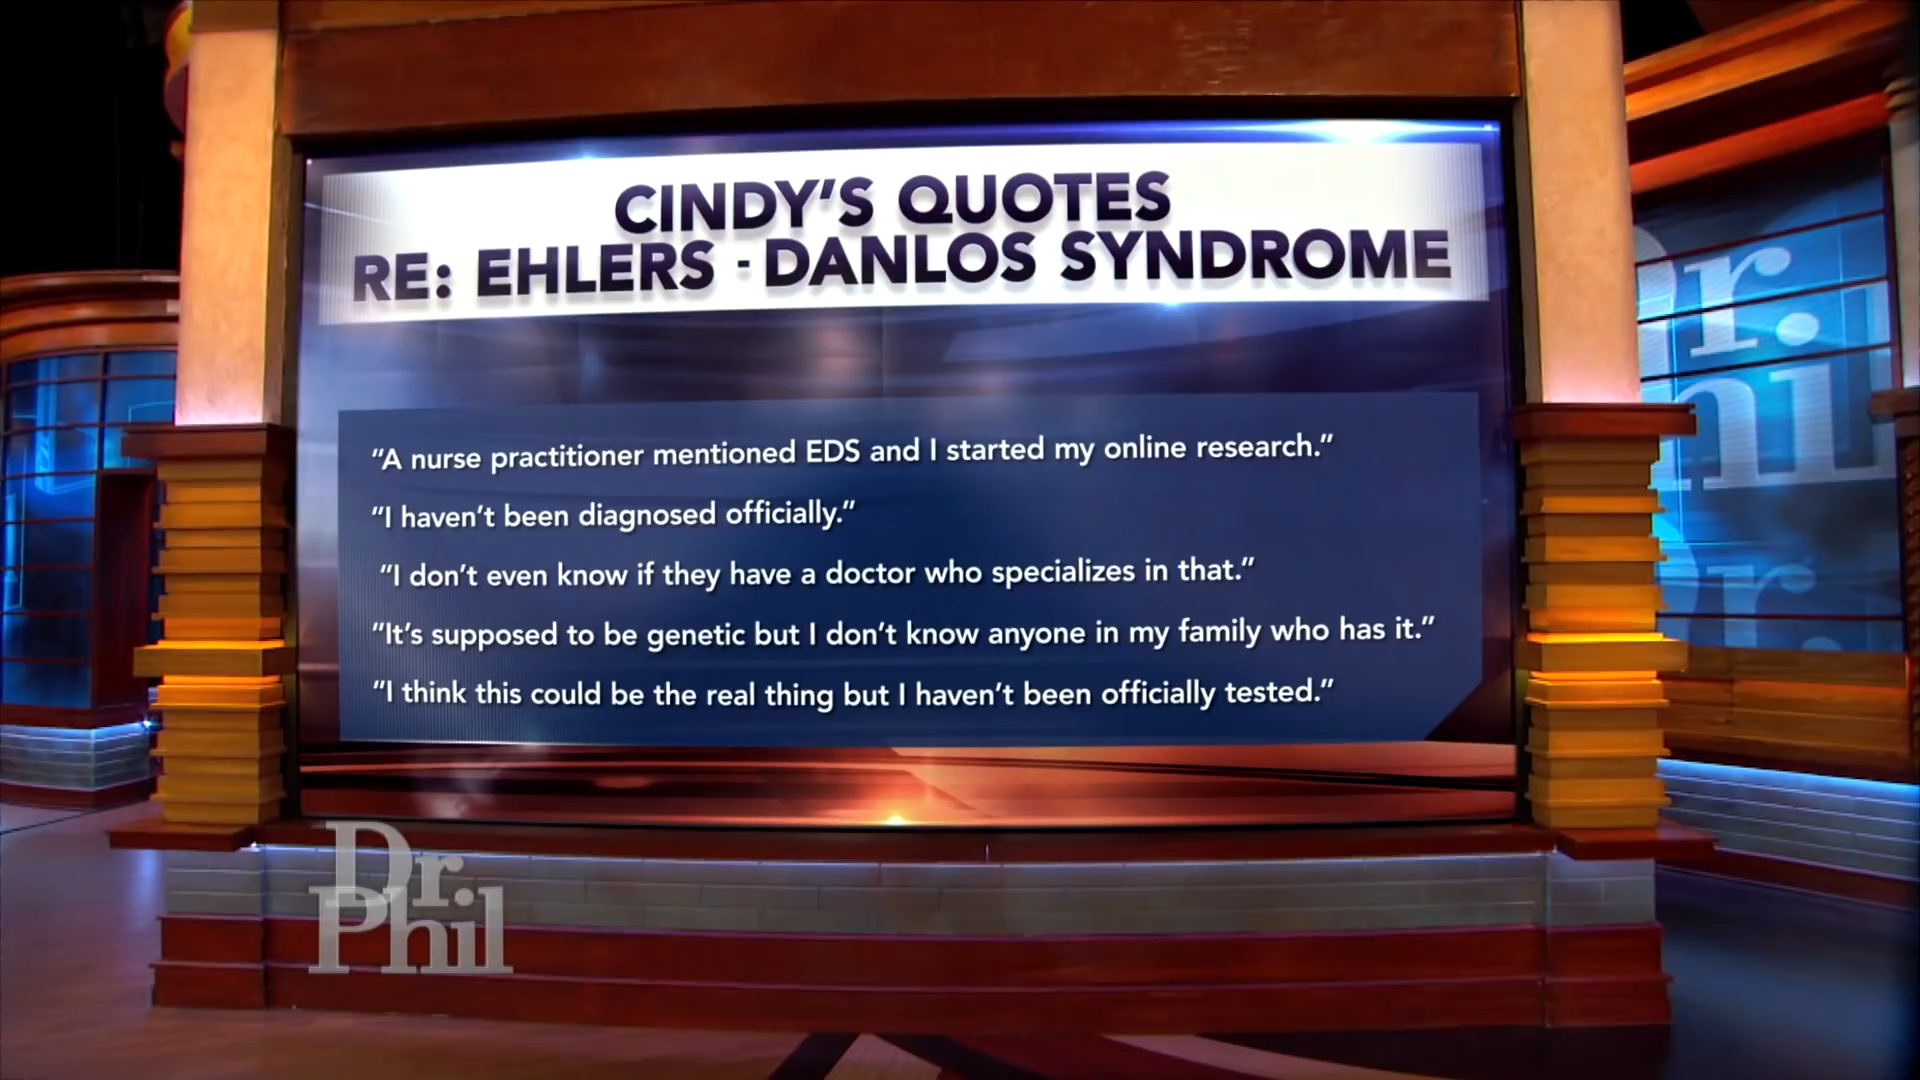 CINDY'S QUOTES
RE: EHLERS - DANLOS SYNDROME
"A nurse practitioner mentioned EDS and I started my online research."
"I haven't been diagnosed officially."
"I don't even know if they have a doctor who specializes in that."
"It's supposed to be genetic but I don't know anyone in my family who has it."
"I think this could be the real thing but I haven't been officially tested."
Dr.
Phil
Dr.
Phil
Dr.